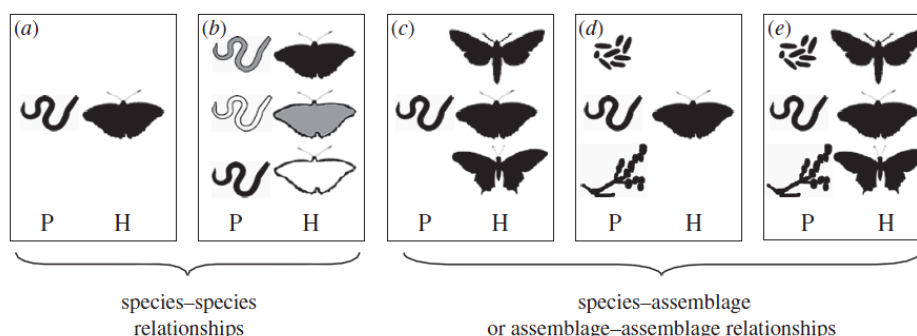 (a) (b) (c) (d) (e)
P H P H P H P H P H
species–species species–assemblage
relationships or assemblage–assemblage relationships